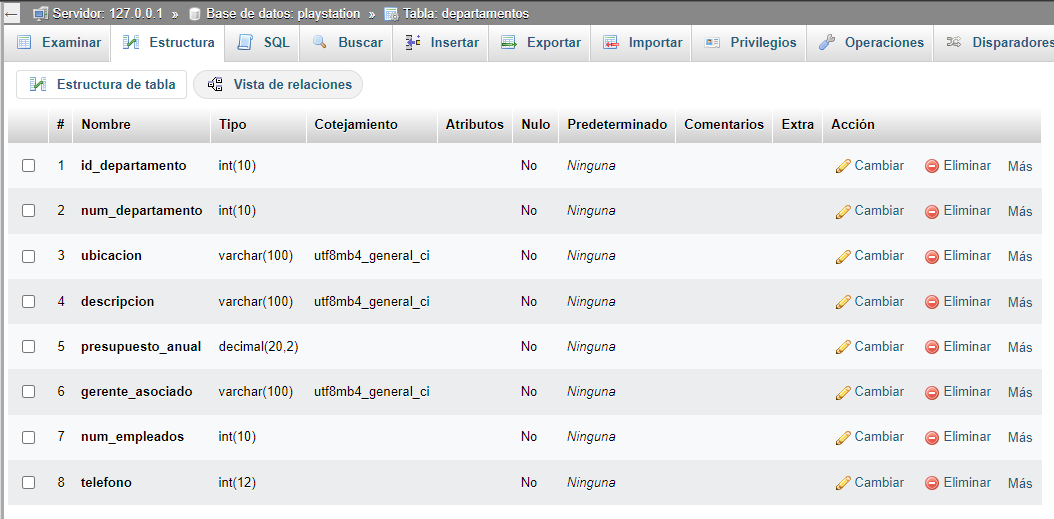 Servidor: 127.0.0.1 » Base de datos: playstation » Tabla: departamentos
Examinar Estructura SQL Buscar Insertar Exportar Importar Privilegios Operaciones Disparadores
Estructura de tabla Vista de relaciones
# Nombre Tipo Cotejamiento Atributos Nulo Predeterminado Comentarios Extra Acción
1 id_departamento int(10) No Ninguna Cambiar Eliminar Más
2 num_departamento int(10) No Ninguna Cambiar Eliminar Más
3 ubicacion varchar(100) utf8mb4_general_ci No Ninguna Cambiar Eliminar Más
4 descripcion varchar(100) utf8mb4_general_ci No Ninguna Cambiar Eliminar Más
5 presupuesto_anual decimal(20,2) No Ninguna Cambiar Eliminar Más
6 gerente_asociado varchar(100) utf8mb4_general_ci No Ninguna Cambiar Eliminar Más
7 num_empleados int(10) No Ninguna Cambiar Eliminar Más
8 telefono int(12) No Ninguna Cambiar Eliminar Más